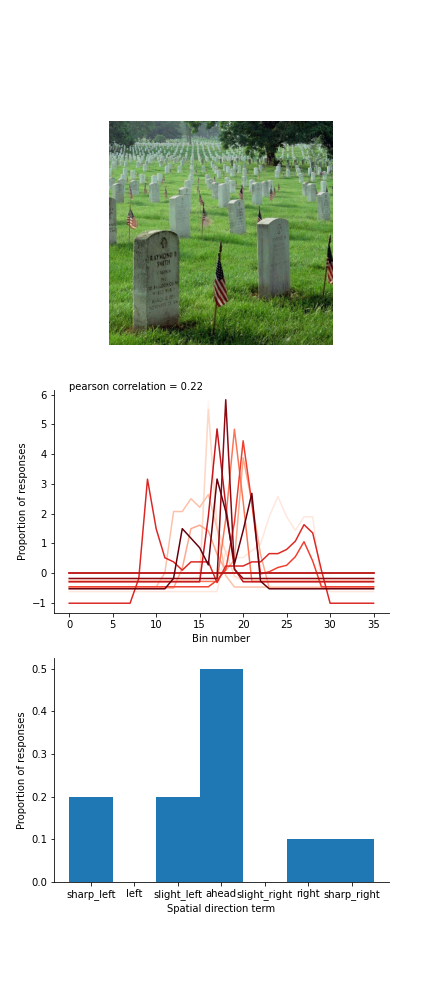 RAYMOND
SMITH
pearson correlation = 0.22
6
5
4
3
2
1
0
−1
Proportion of responses
0 5 10 15 20 25 30 35
Bin number
0.5
0.4
0.3
0.2
0.1
0.0
Proportion of responses
sharp_left left slight_left ahead slight_right right sharp_right
Spatial direction term